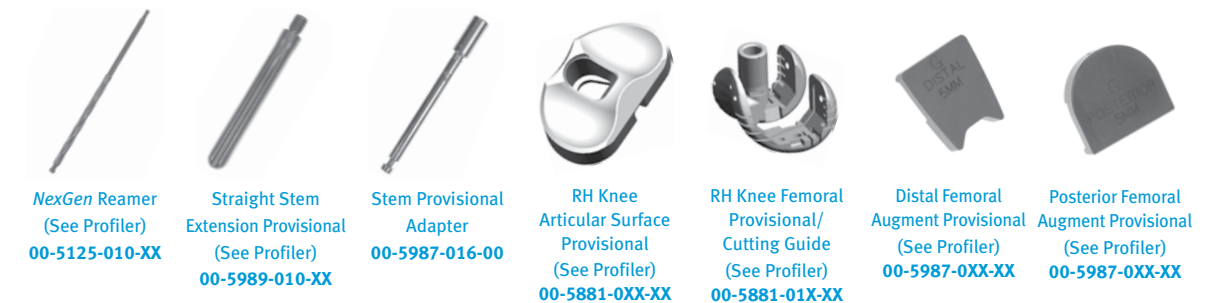 G
DISTAL
5MM
G
POSTERIOR
5MM
NexGen Reamer
(See Profiler)
00-5125-010-XX
Straight Stem
Extension Provisional
(See Profiler)
00-5989-010-XX
Stem Provisional
Adapter
00-5987-016-00
RH Knee
Articular Surface
Provisional
(See Profiler)
00-5881-0XX-XX
RH Knee Femoral
Provisional/
Cutting Guide
(See Profiler)
00-5881-01X-XX
Distal Femoral
Augment Provisional
(See Profiler)
00-5987-0XX-XX
Posterior Femoral
Augment Provisional
(See Profiler)
00-5987-0XX-XX